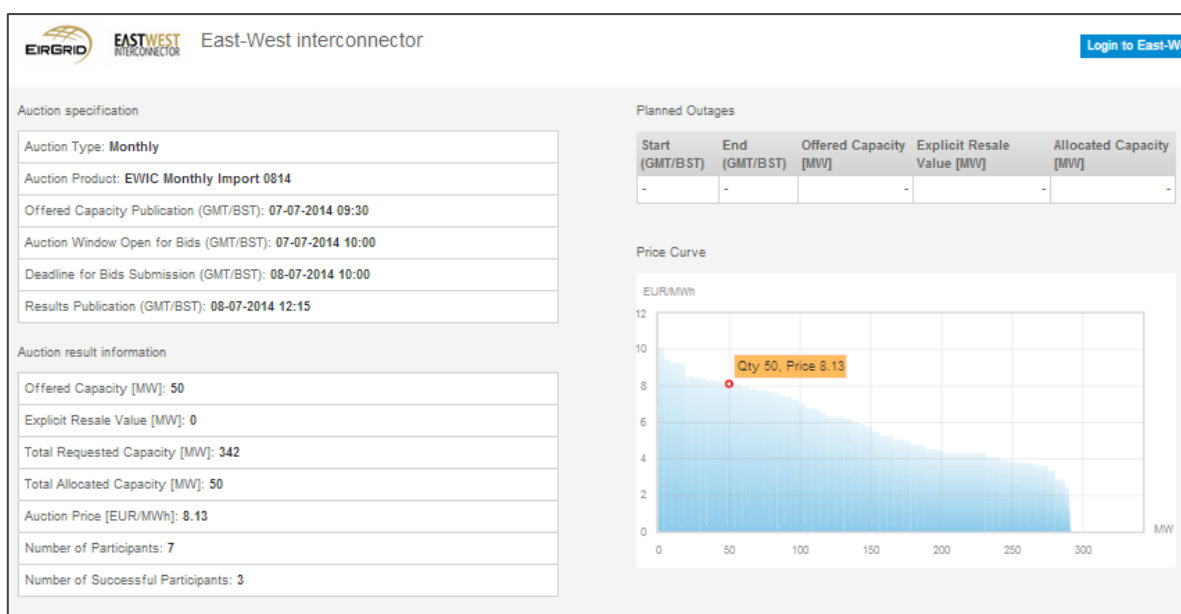 EIRGRID
EASTWEST
INTERCONNECTOR
East-West interconnector
Login to East-We
Auction specification
Auction Type: Monthly
Auction Product: EWIC Monthly Import 0814
Offered Capacity Publication (GMT/BST): 07-07-2014 09:30
Auction Window Open for Bids (GMT/BST): 07-07-2014 10:00
Deadline for Bids Submission (GMT/BST): 08-07-2014 10:00
Results Publication (GMT/BST): 08-07-2014 12:15
Auction result information
Offered Capacity [MW]: 50
Explicit Resale Value [MW]: 0
Total Requested Capacity [MW]: 342
Total Allocated Capacity [MW]: 50
Auction Price [EUR/MWh]: 8.13
Number of Participants: 7
Number of Successful Participants: 3
Planned Outages
Start End Offered Capacity Explicit Resale Allocated Capacity
(GMT/BST) (GMT/BST) [MW] Value [MW] [MW]
- - - - -
Price Curve
EUR/MWh
12
10
8
6
4
2
0
Qty 50, Price 8.13
0 50 100 150 200 250 300
MW